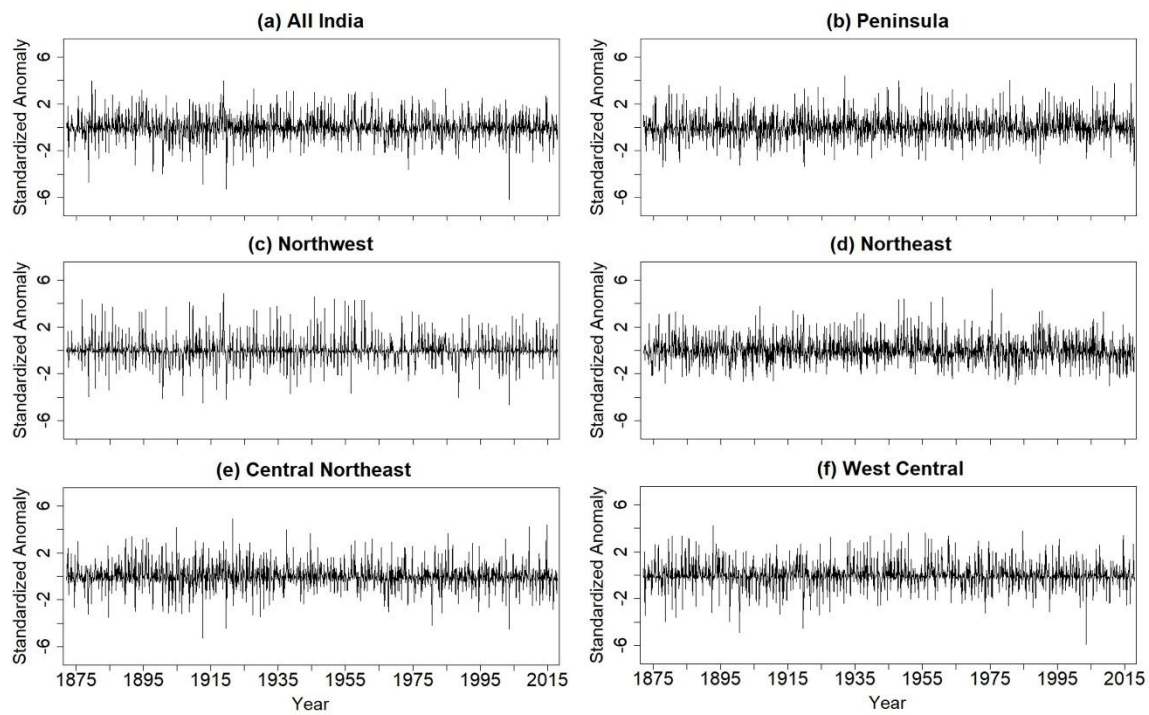 (a) All India
Standardized Anomaly
6
2
-2
-6
(b) Peninsula
Standardized Anomaly
6
2
-2
-6
(c) Northwest
Standardized Anomaly
6
2
-2
-6
(d) Northeast
Standardized Anomaly
6
2
-2
-6
(e) Central Northeast
Standardized Anomaly
6
2
-2
-6
1875 1895 1915 1935 1955 1975 1995 2015
Year
(f) West Central
Standardized Anomaly
6
2
-2
-6
1875 1895 1915 1935 1955 1975 1995 2015
Year